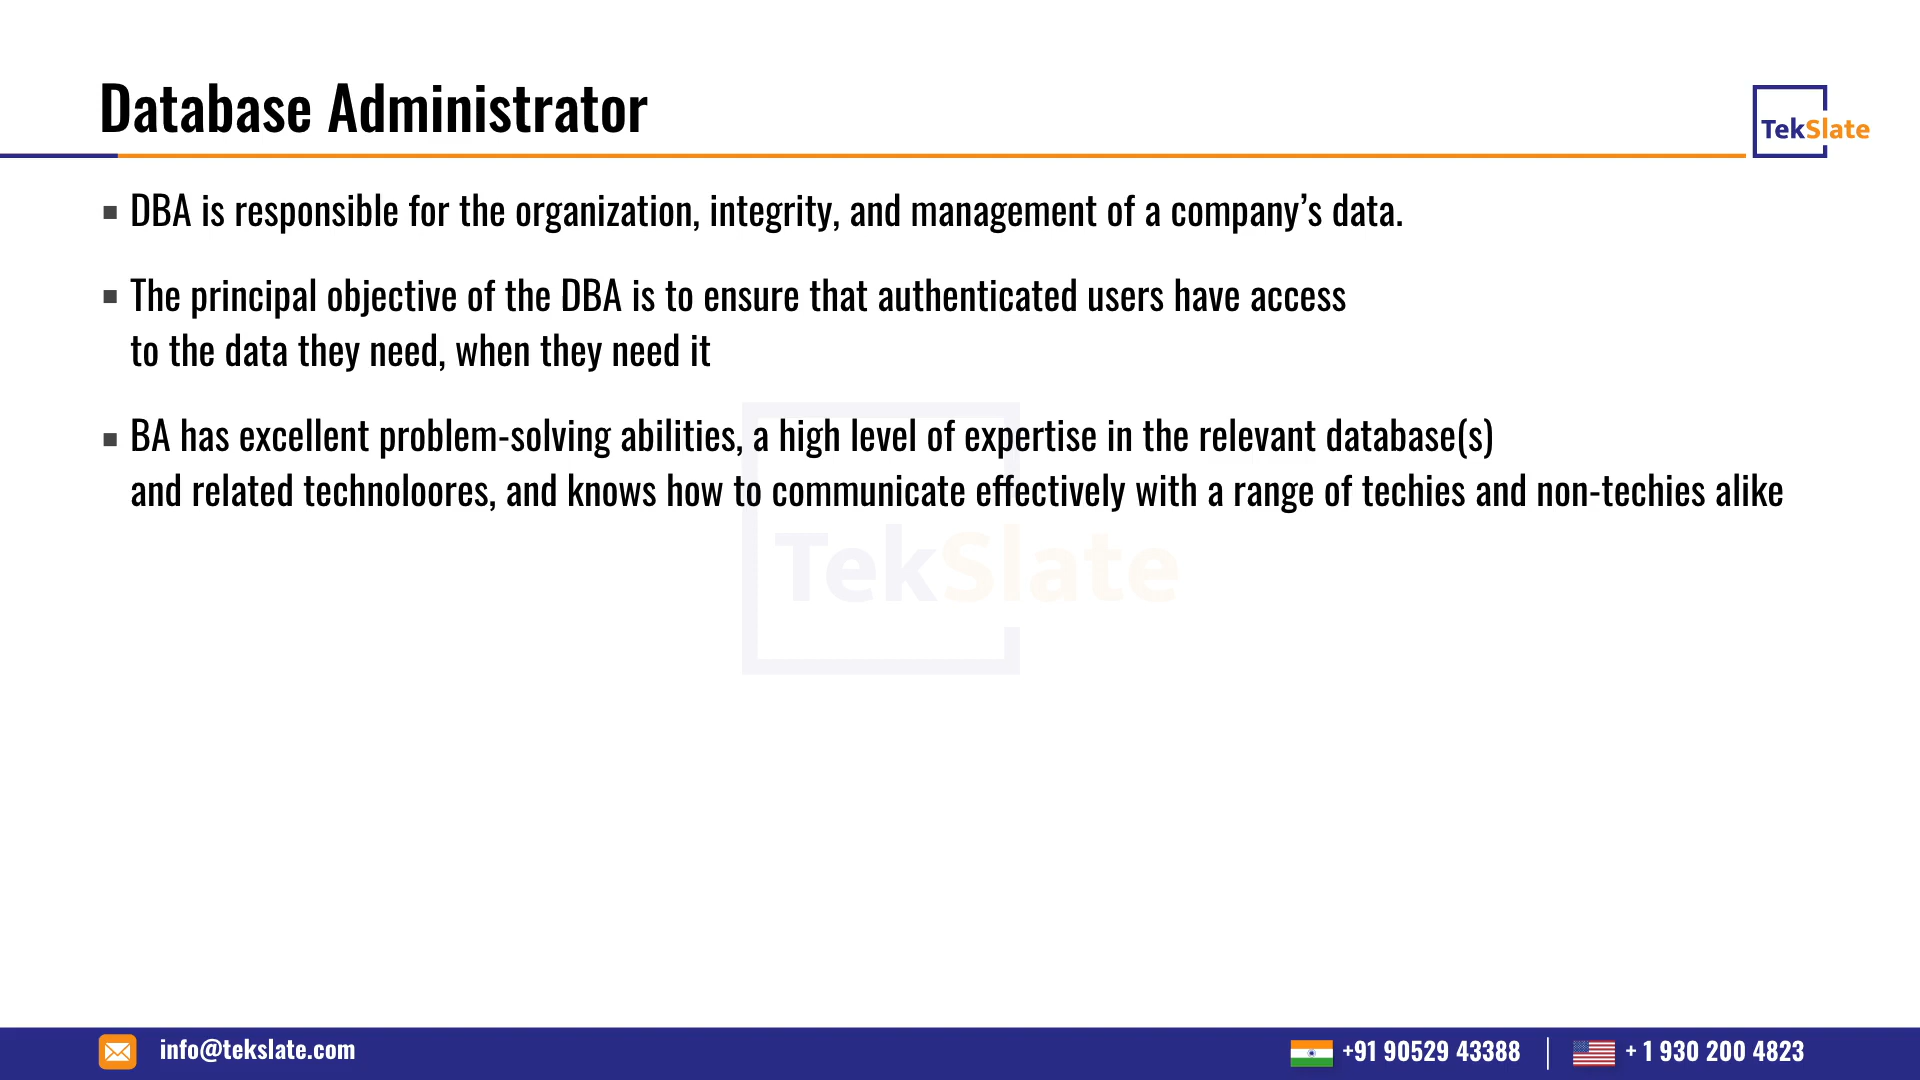 Database Administrator
TekSlate
▪ DBA is responsible for the organization, integrity, and management of a company’s data.
▪ The principal objective of the DBA is to ensure that authenticated users have access
to the data they need, when they need it
▪ BA has excellent problem-solving abilities, a high level of expertise in the relevant database(s)
and related technoloores, and knows how to communicate effectively with a range of techies and non-techies alike
TekSlate
info@tekslate.com
+91 90529 43388
+ 1 930 200 4823